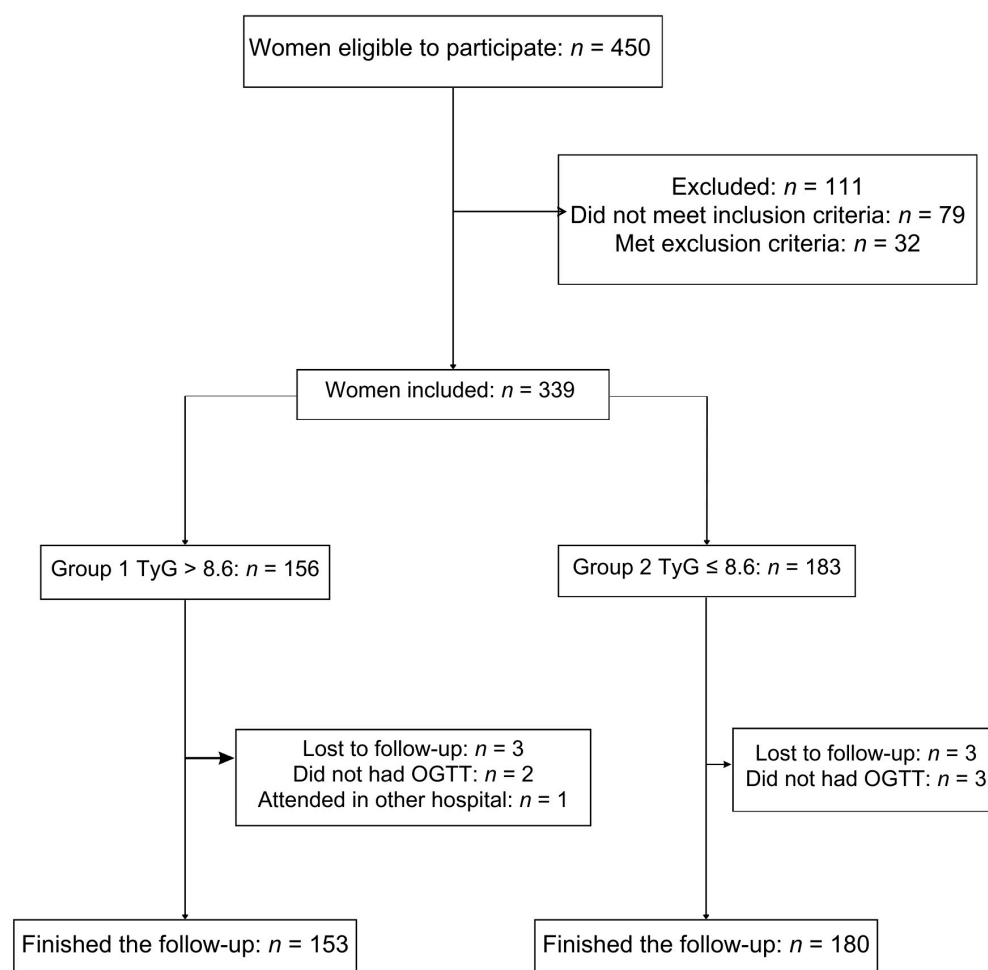 Women eligible to participate: n = 450
Excluded: n = 111
Did not meet inclusion criteria: n = 79
Met exclusion criteria: n = 32
Women included: n = 339
Group 1 TyG > 8.6: n = 156
Group 2 TyG ≤ 8.6: n = 183
Lost to follow-up: n = 3
Did not had OGTT: n = 2
Attended in other hospital: n = 1
Lost to follow-up: n = 3
Did not had OGTT: n = 3
Finished the follow-up: n = 153
Finished the follow-up: n = 180